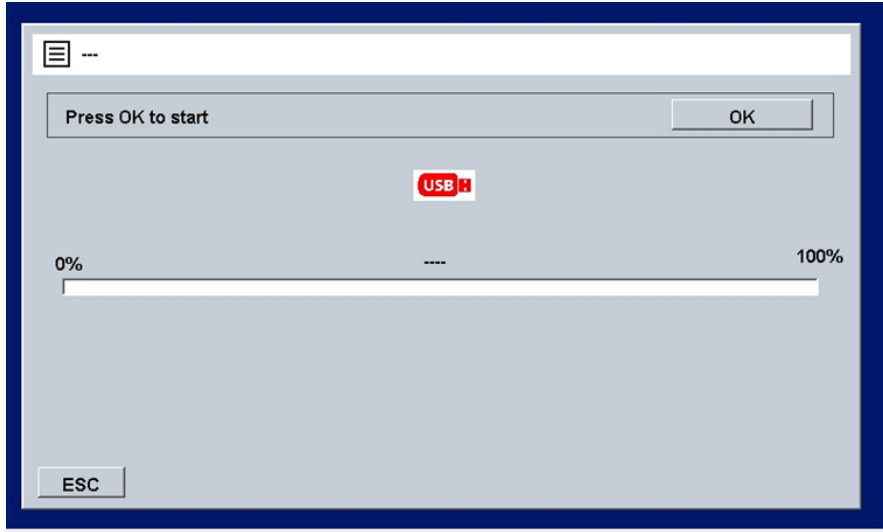 ---
Press OK to start
OK
USB
0%
----
100%
ESC